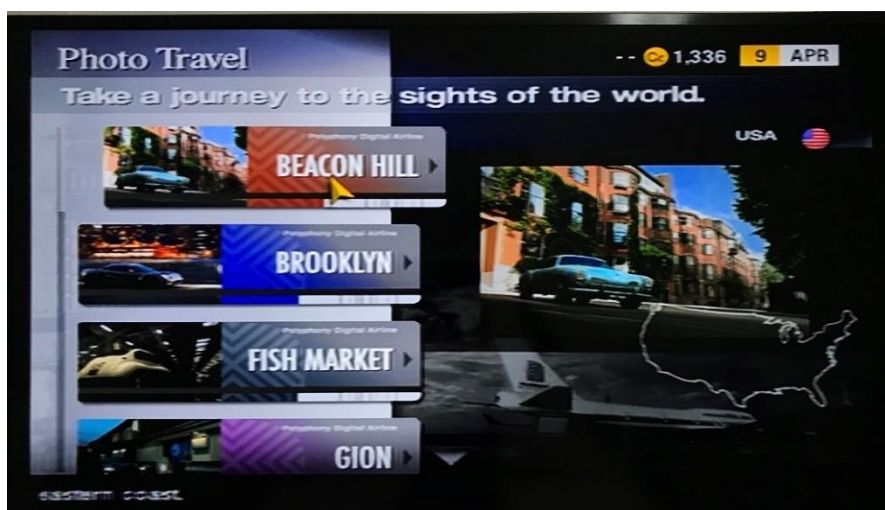 Photo Travel
-- Cr. 1,336 9 APR
Take a journey to the sights of the world.
USA
Polyphony Digital Airline
BEACON HILL
Polyphony Digital Airline
BROOKLYN
Polyphony Digital Airline
FISH MARKET
Polyphony Digital Airline
GION
eastern coast.